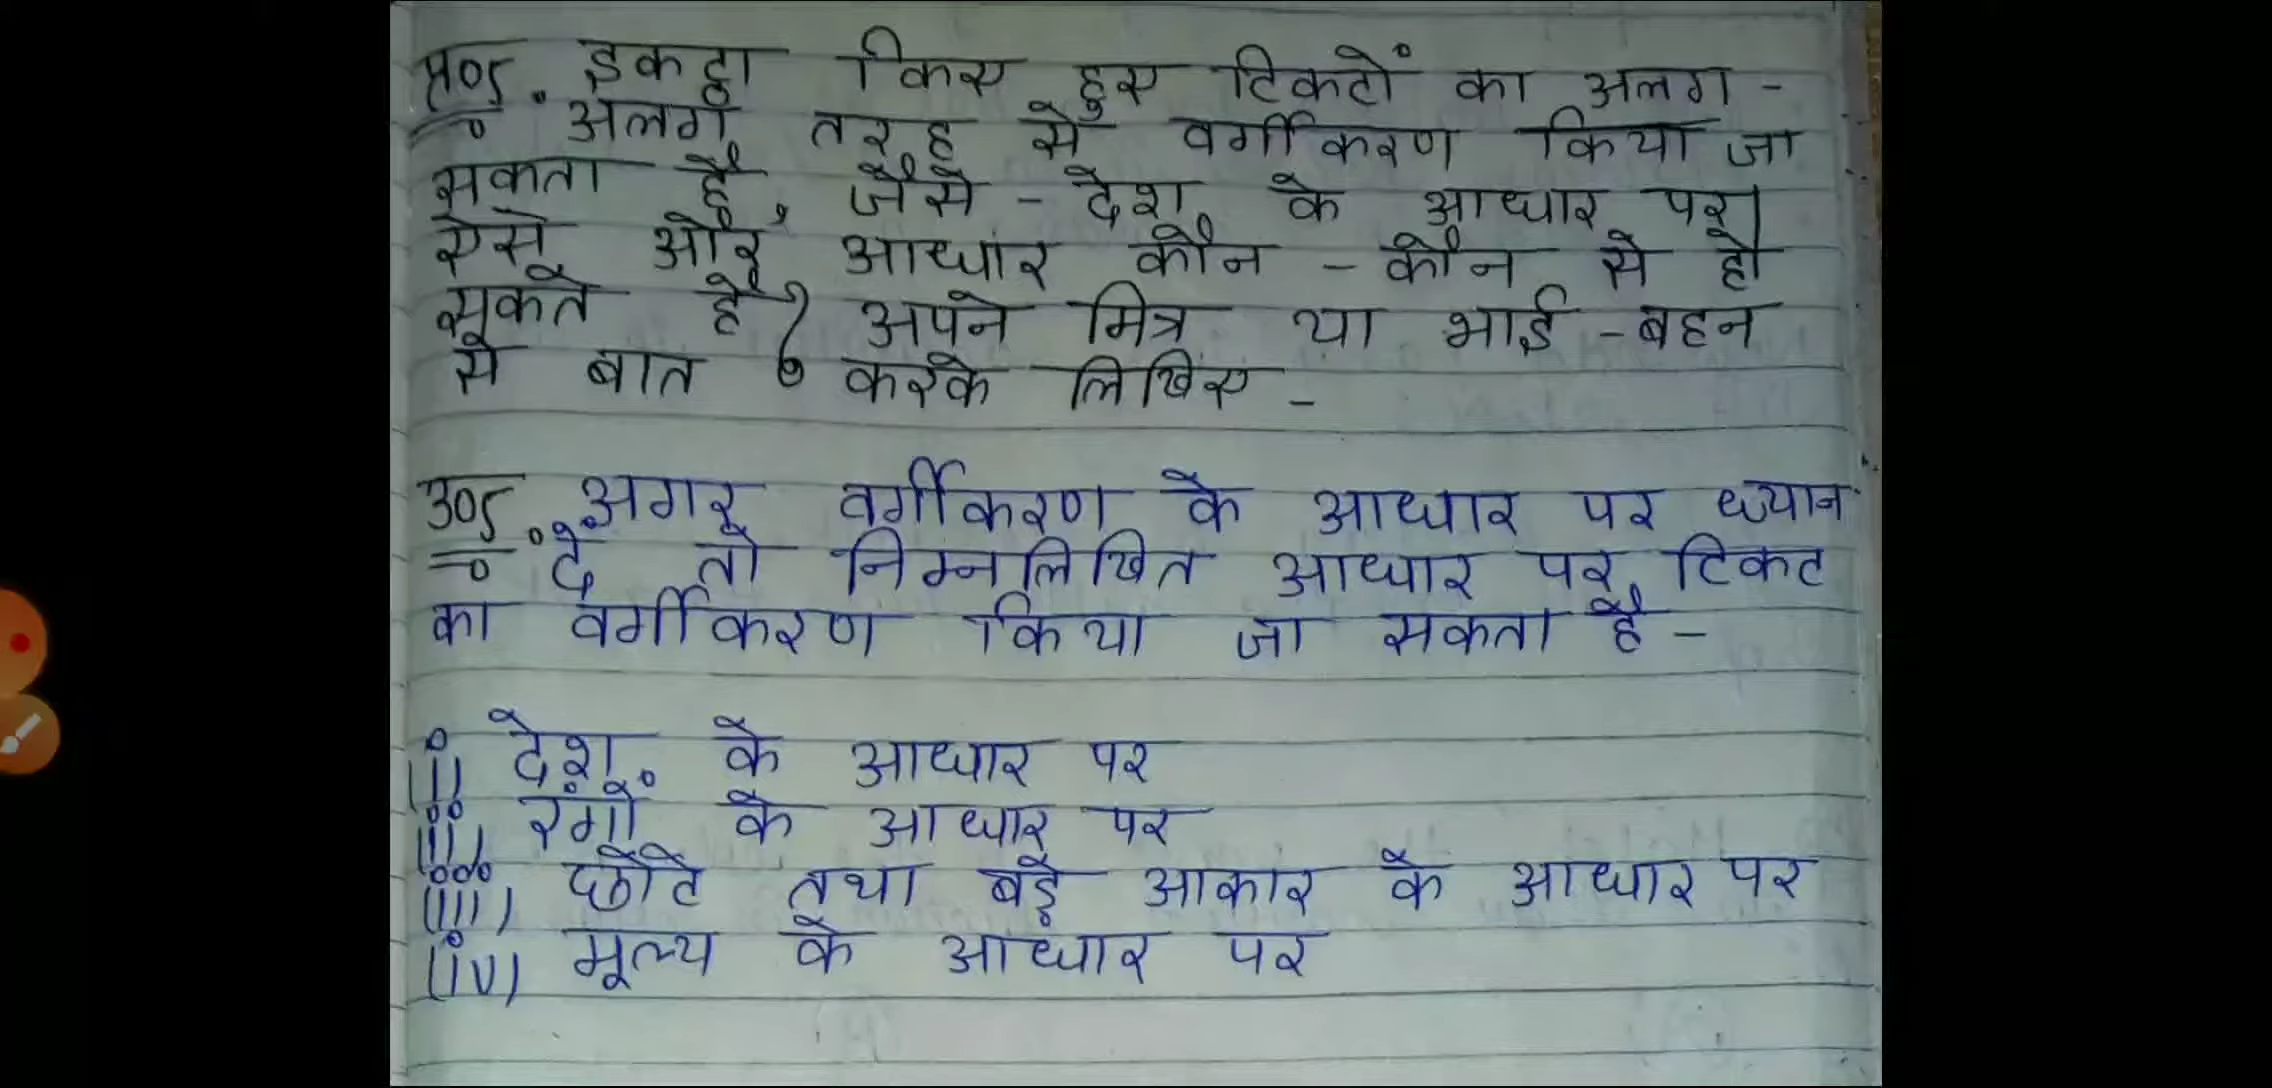 प्र०5. इकट्ठा किए हुए टिकटों का अलग -
अलग तरह से वर्गीकरण किया जा
सकता है, जैसे - देश के आधार पर।
ऐसे और आधार कौन - कौन से हो
सकते हैं? अपने मित्र या भाई - बहन
से बात करके लिखिए -
उ०5. अगर वर्गीकरण के आधार पर ध्यान
दें तो निम्नलिखित आधार पर टिकट
का वर्गीकरण किया जा सकता है -
(i) देश के आधार पर
(ii) रंगों के आधार पर
(iii) छोटे तथा बड़े आकार के आधार पर
(iv) मूल्य के आधार पर